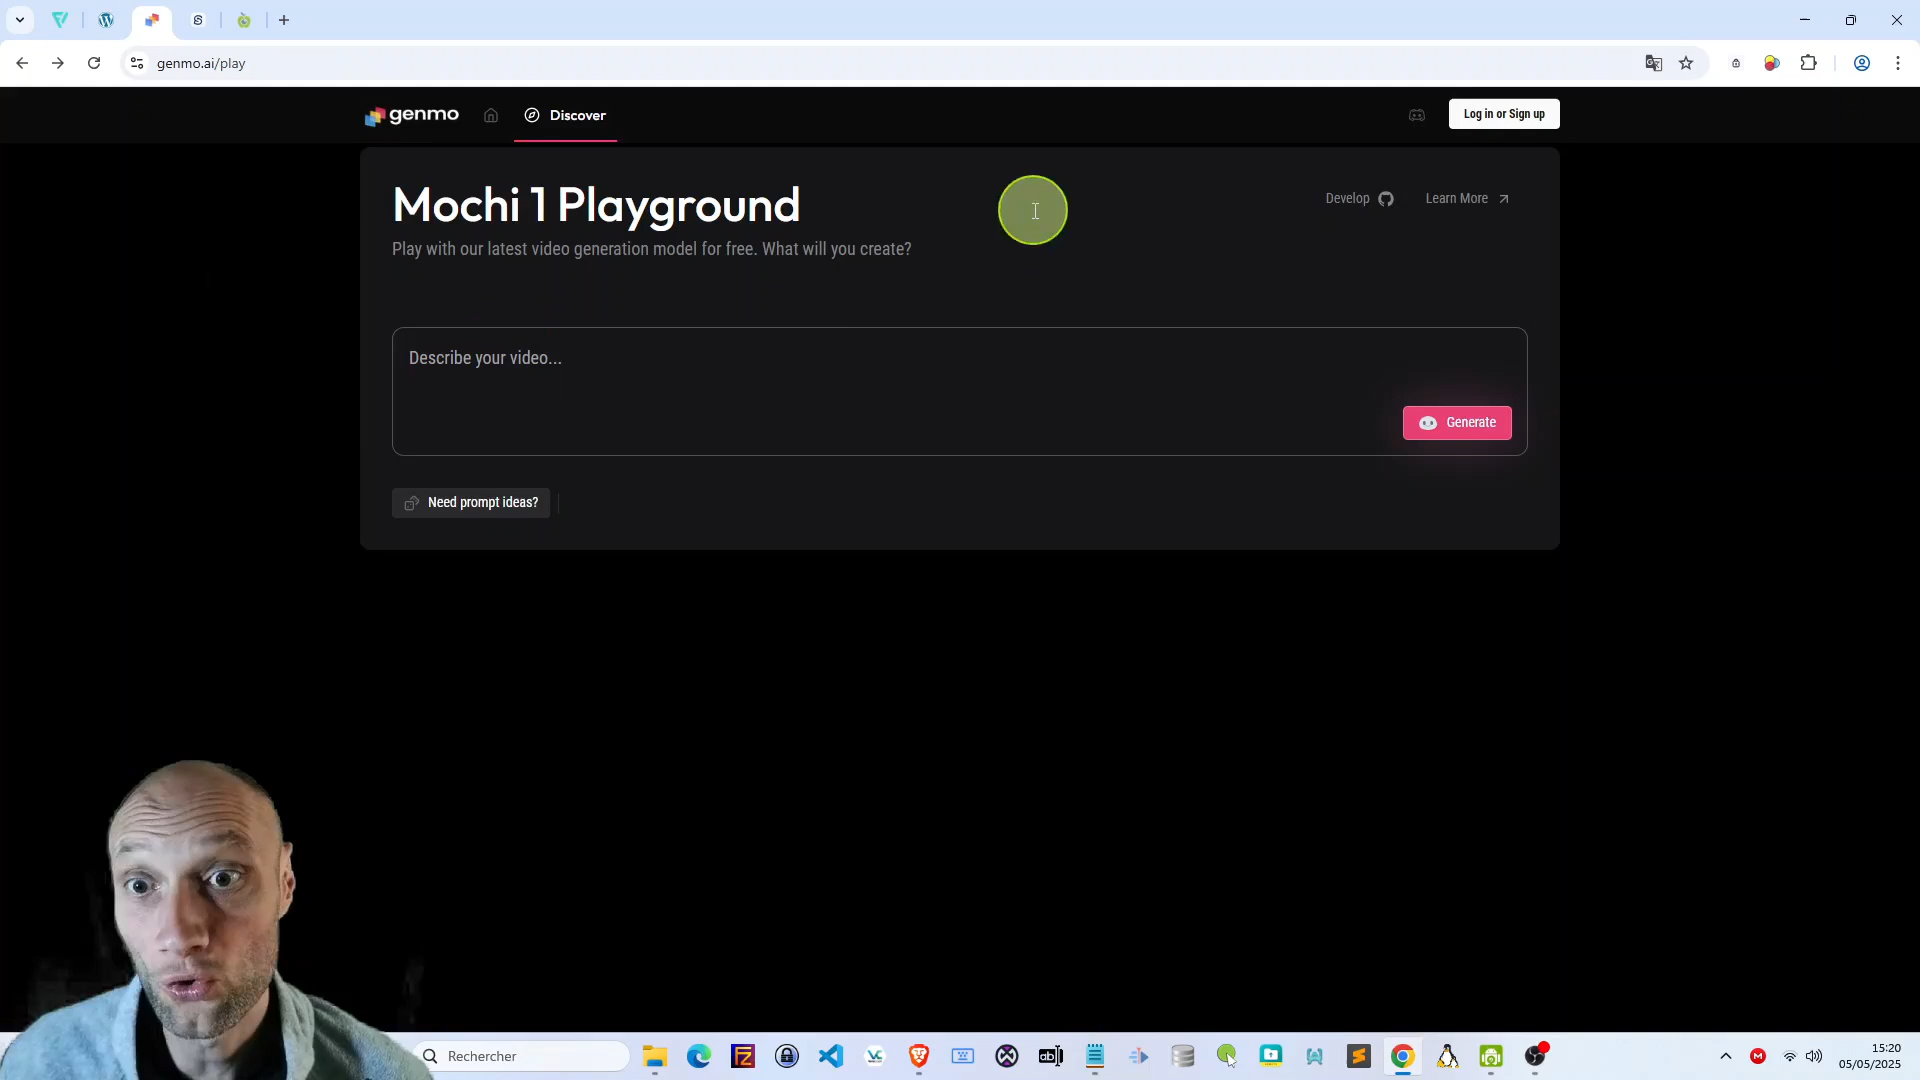 genmo.ai/play
genmo
Discover
Log in or Sign up
Mochi 1 Playground
Develop
Learn More
Play with our latest video generation model for free. What will you create?
Describe your video...
Generate
Need prompt ideas?
Rechercher
15:20
05/05/2025